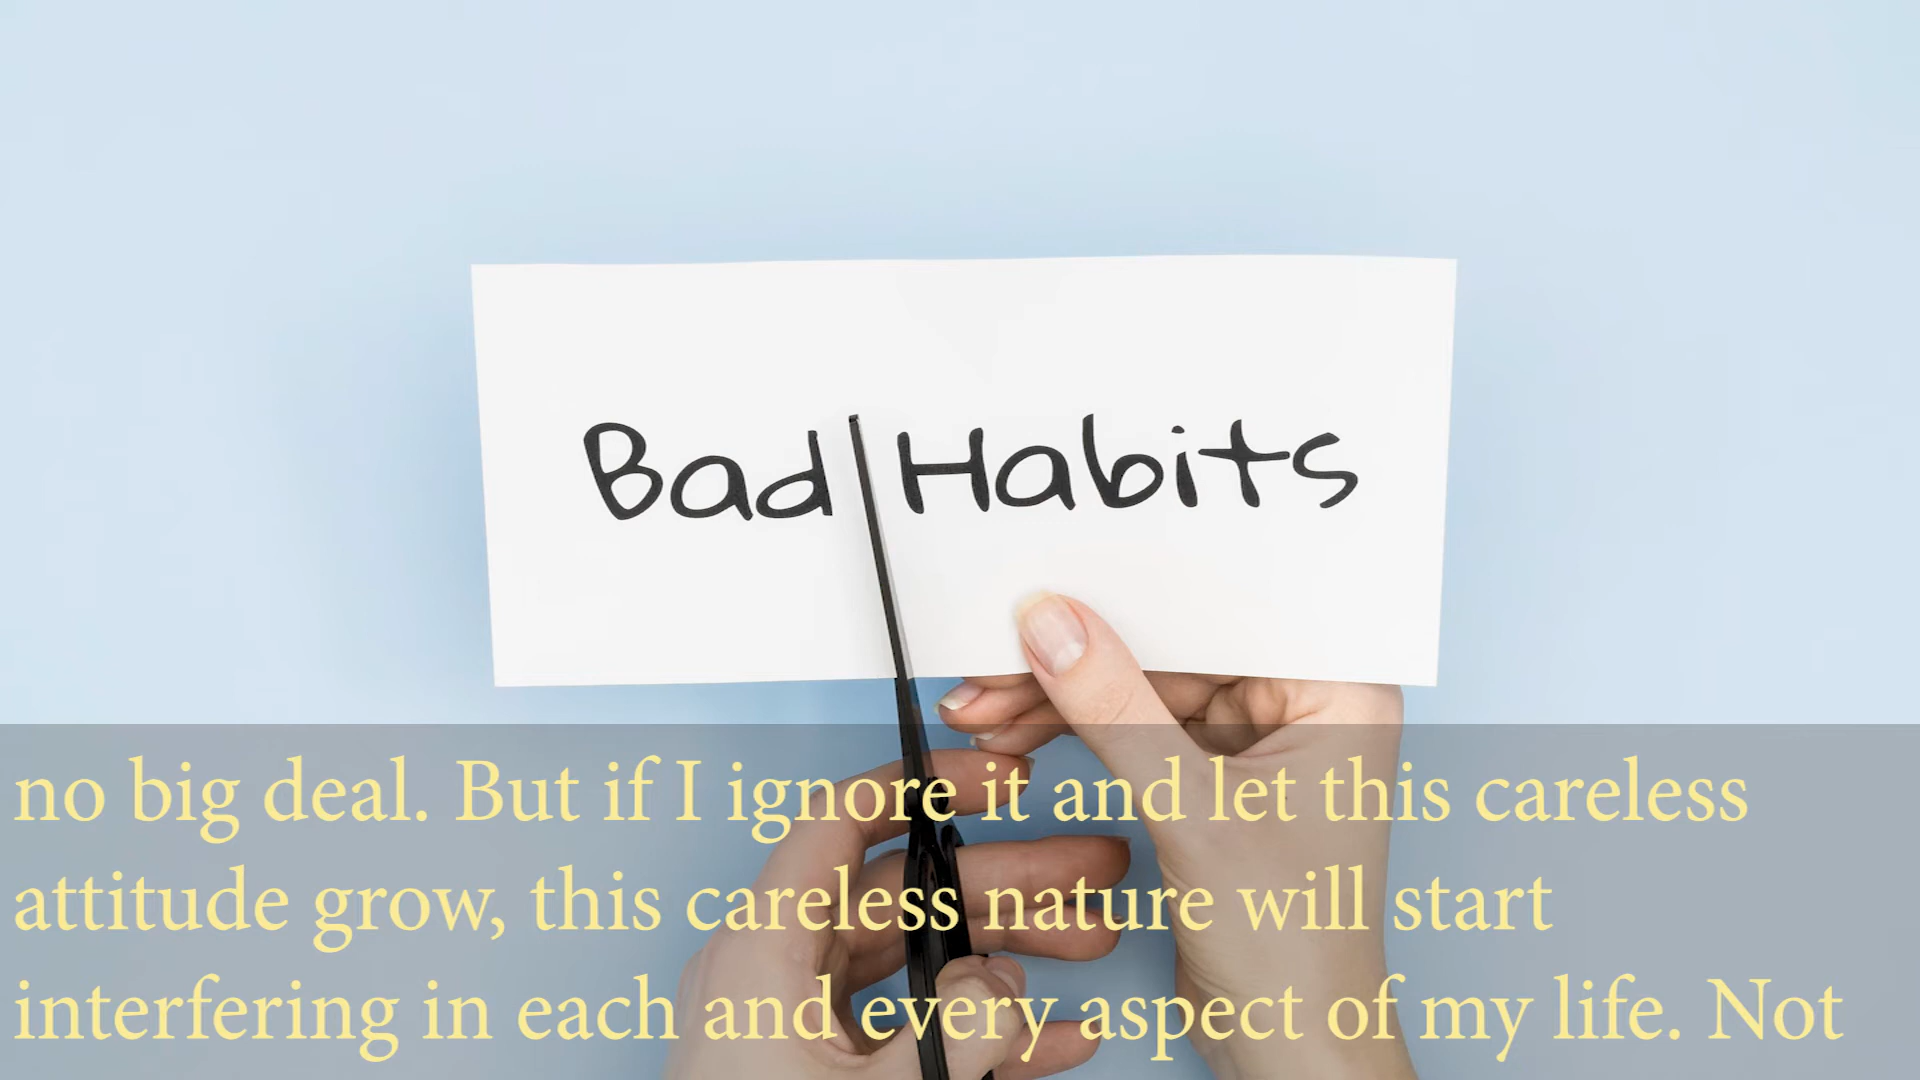 Bad Habits
no big deal. But if I ignore it and let this careless
attitude grow, this careless nature will start
interfering in each and every aspect of my life. Not